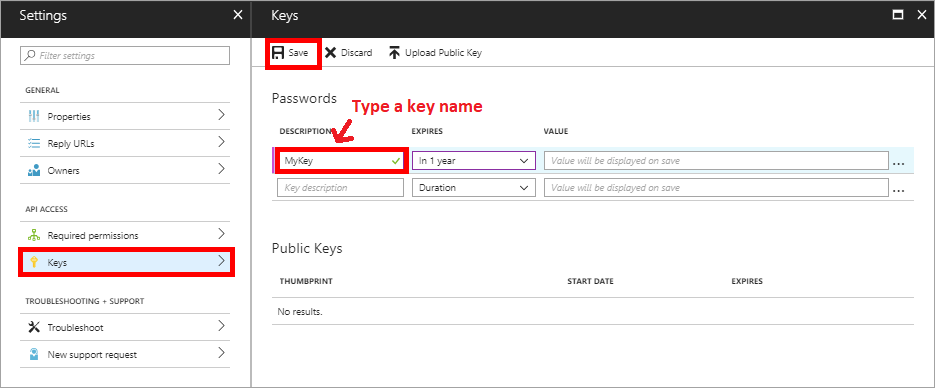 Settings
Filter settings
GENERAL
Properties
Reply URLs
Owners
API ACCESS
Required permissions
Keys
TROUBLESHOOTING + SUPPORT
Troubleshoot
New support request
Keys
Save Discard Upload Public Key
Passwords
Type a key name
DESCRIPTION EXPIRES VALUE
MyKey In 1 year Value will be displayed on save ...
Key description Duration Value will be displayed on save ...
Public Keys
THUMBPRINT START DATE EXPIRES
No results.